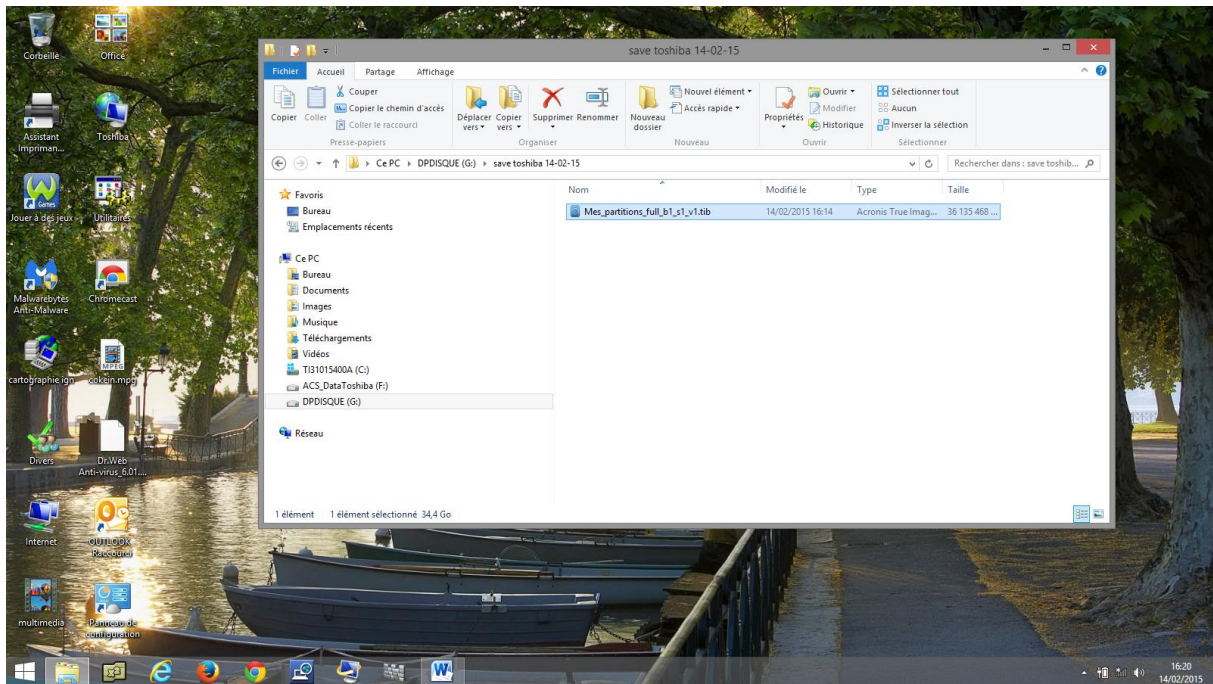 Corbeille
Office
Assistant
Impriman...
Toshiba
Games
Jouer à des jeux
Utilitaires
Malwarebytes
Anti-Malware
Chromecast
cartographie ign
MPEG
cokein.mpg
Divers
Dr.Web
Anti-virus_6.01....
Internet
OUTLOOK
Raccourci
multimedia
Panneau de
configuration
save toshiba 14-02-15
Fichier Accueil Partage Affichage
Copier
Coller
Couper
Copier le chemin d'accès
Coller le raccourci
Presse-papiers
Déplacer
vers
Copier
vers
Supprimer
Renommer
Organiser
Nouveau
dossier
Nouvel élément
Accès rapide
Nouveau
Propriétés
Ouvrir
Modifier
Historique
Ouvrir
Sélectionner tout
Aucun
Inverser la sélection
Sélectionner
Ce PC DPDISQUE (G:) save toshiba 14-02-15
Rechercher dans : save toshib...
Favoris
Bureau
Emplacements récents
Ce PC
Bureau
Documents
Images
Musique
Téléchargements
Vidéos
TI31015400A (C:)
ACS_DataToshiba (F:)
DPDISQUE (G:)
Réseau
Nom Modifié le Type Taille
Mes_partitions_full_b1_s1_v1.tib 14/02/2015 16:14 Acronis True Imag... 36 135 468 ...
1 élément 1 élément sélectionné 34,4 Go
16:20
14/02/2015